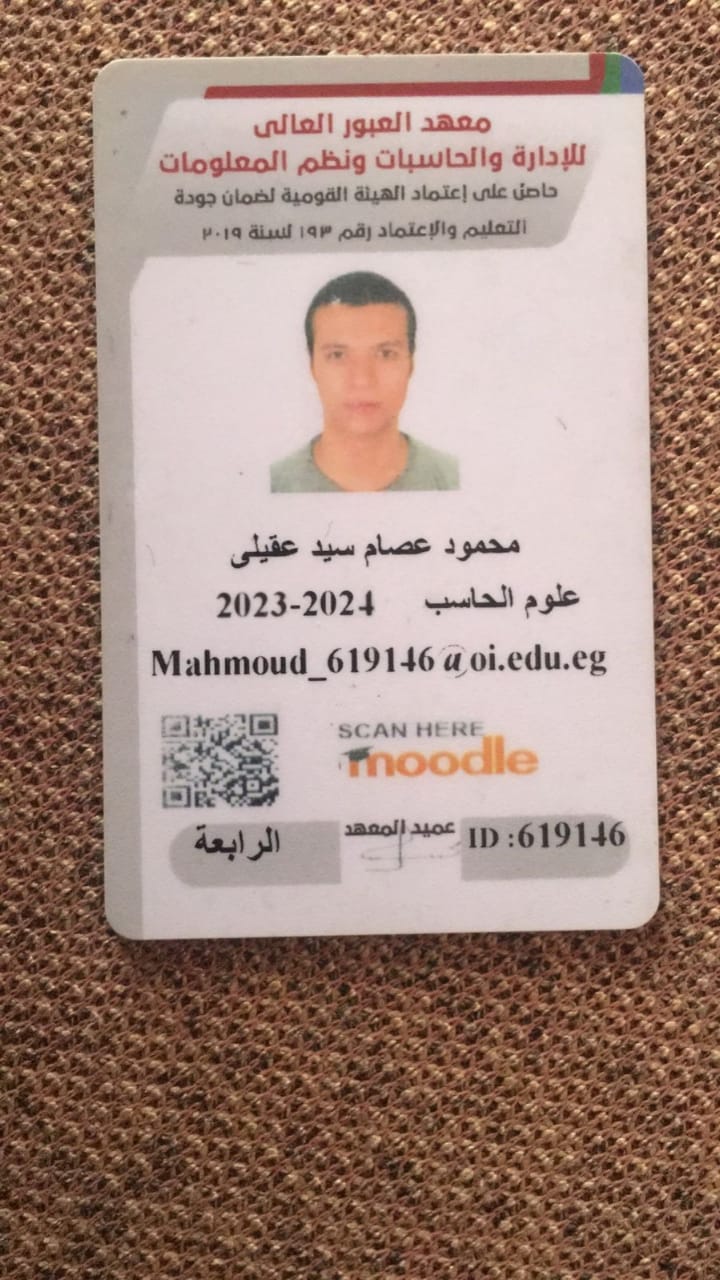 معهد العبور العالى
للإدارة والحاسبات ونظم المعلومات
حاصل على إعتماد الهيئة القومية لضمان جودة
التعليم والإعتماد رقم ١٩٣ لسنة ٢٠١٩
محمود عصام سيد عقيلى
علوم الحاسب 2023-2024
Mahmoud_619146@oi.edu.eg
SCAN HERE
moodle
الرابعة
عميد المعهد
ID :619146